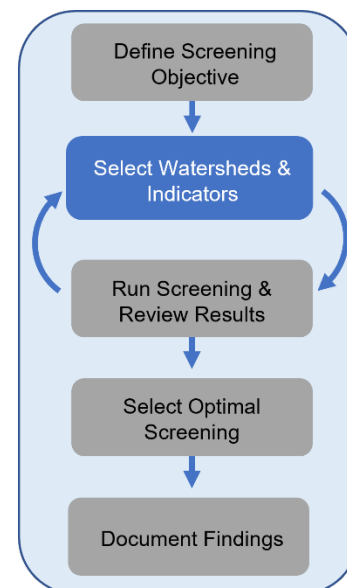 Define Screening
Objective
Select Watersheds &
Indicators
Run Screening &
Review Results
Select Optimal
Screening
Document Findings